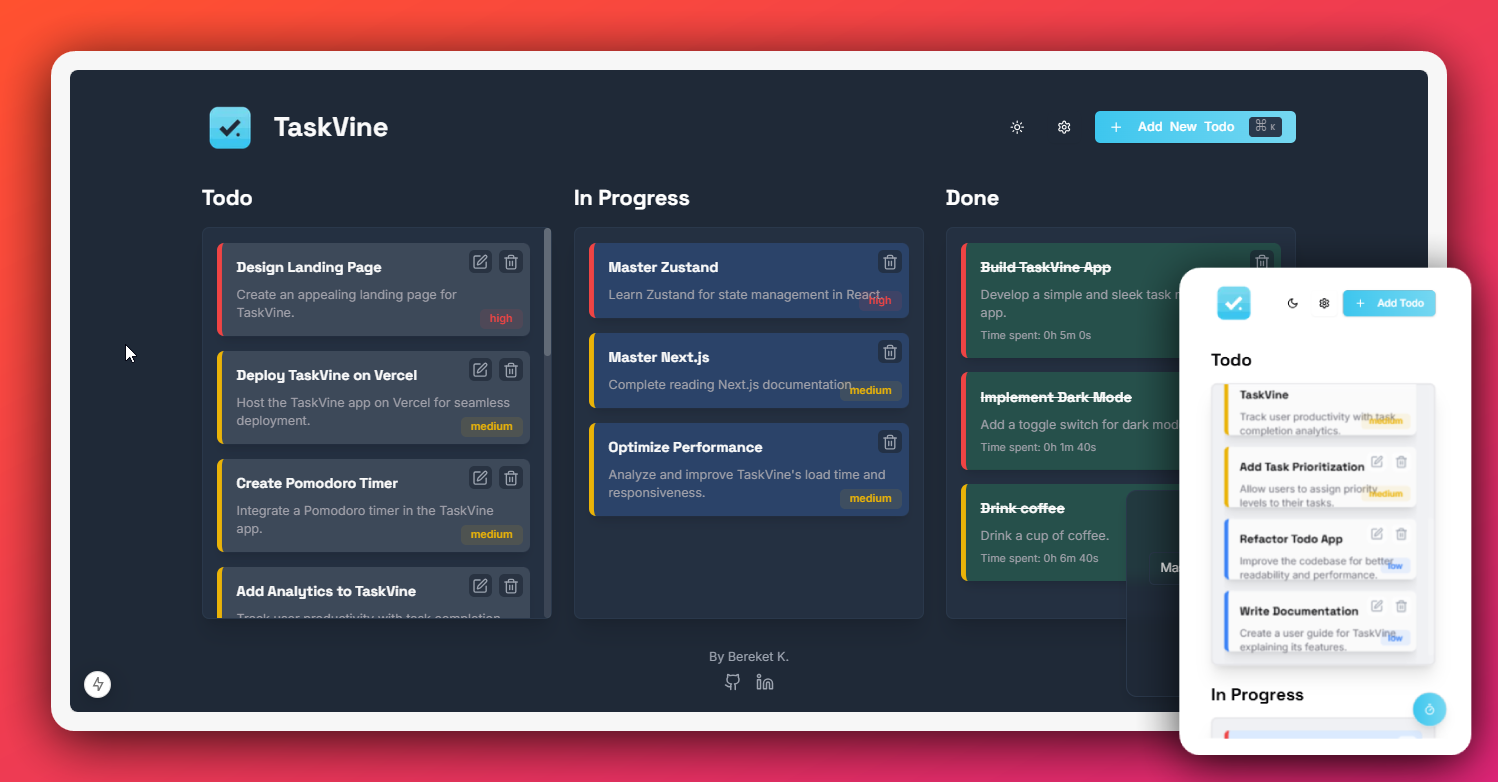 TaskVine
Add New Todo ⌘ K
Todo
Design Landing Page
Create an appealing landing page for
TaskVine.
high
Deploy TaskVine on Vercel
Host the TaskVine app on Vercel for seamless
deployment.
medium
Create Pomodoro Timer
Integrate a Pomodoro timer in the TaskVine
app.
medium
Add Analytics to TaskVine
Track user productivity with task completion
In Progress
Master Zustand
Learn Zustand for state management in React.
high
Master Next.js
Complete reading Next.js documentation.
medium
Optimize Performance
Analyze and improve TaskVine's load time and
responsiveness.
medium
Done
Build TaskVine App
Develop a simple and sleek task
app.
Time spent: 0h 5m 0s
Implement Dark Mode
Add a toggle switch for dark mod
Time spent: 0h 1m 40s
Drink coffee
Drink a cup of coffee.
Time spent: 0h 6m 40s
Ma
By Bereket K.
Add Todo
Todo
TaskVine
Track user productivity with task
completion analytics.
medium
Add Task Prioritization
Allow users to assign priority
levels to their tasks.
medium
Refactor Todo App
Improve the codebase for better
readability and performance.
low
Write Documentation
Create a user guide for TaskVine,
explaining its features.
low
In Progress